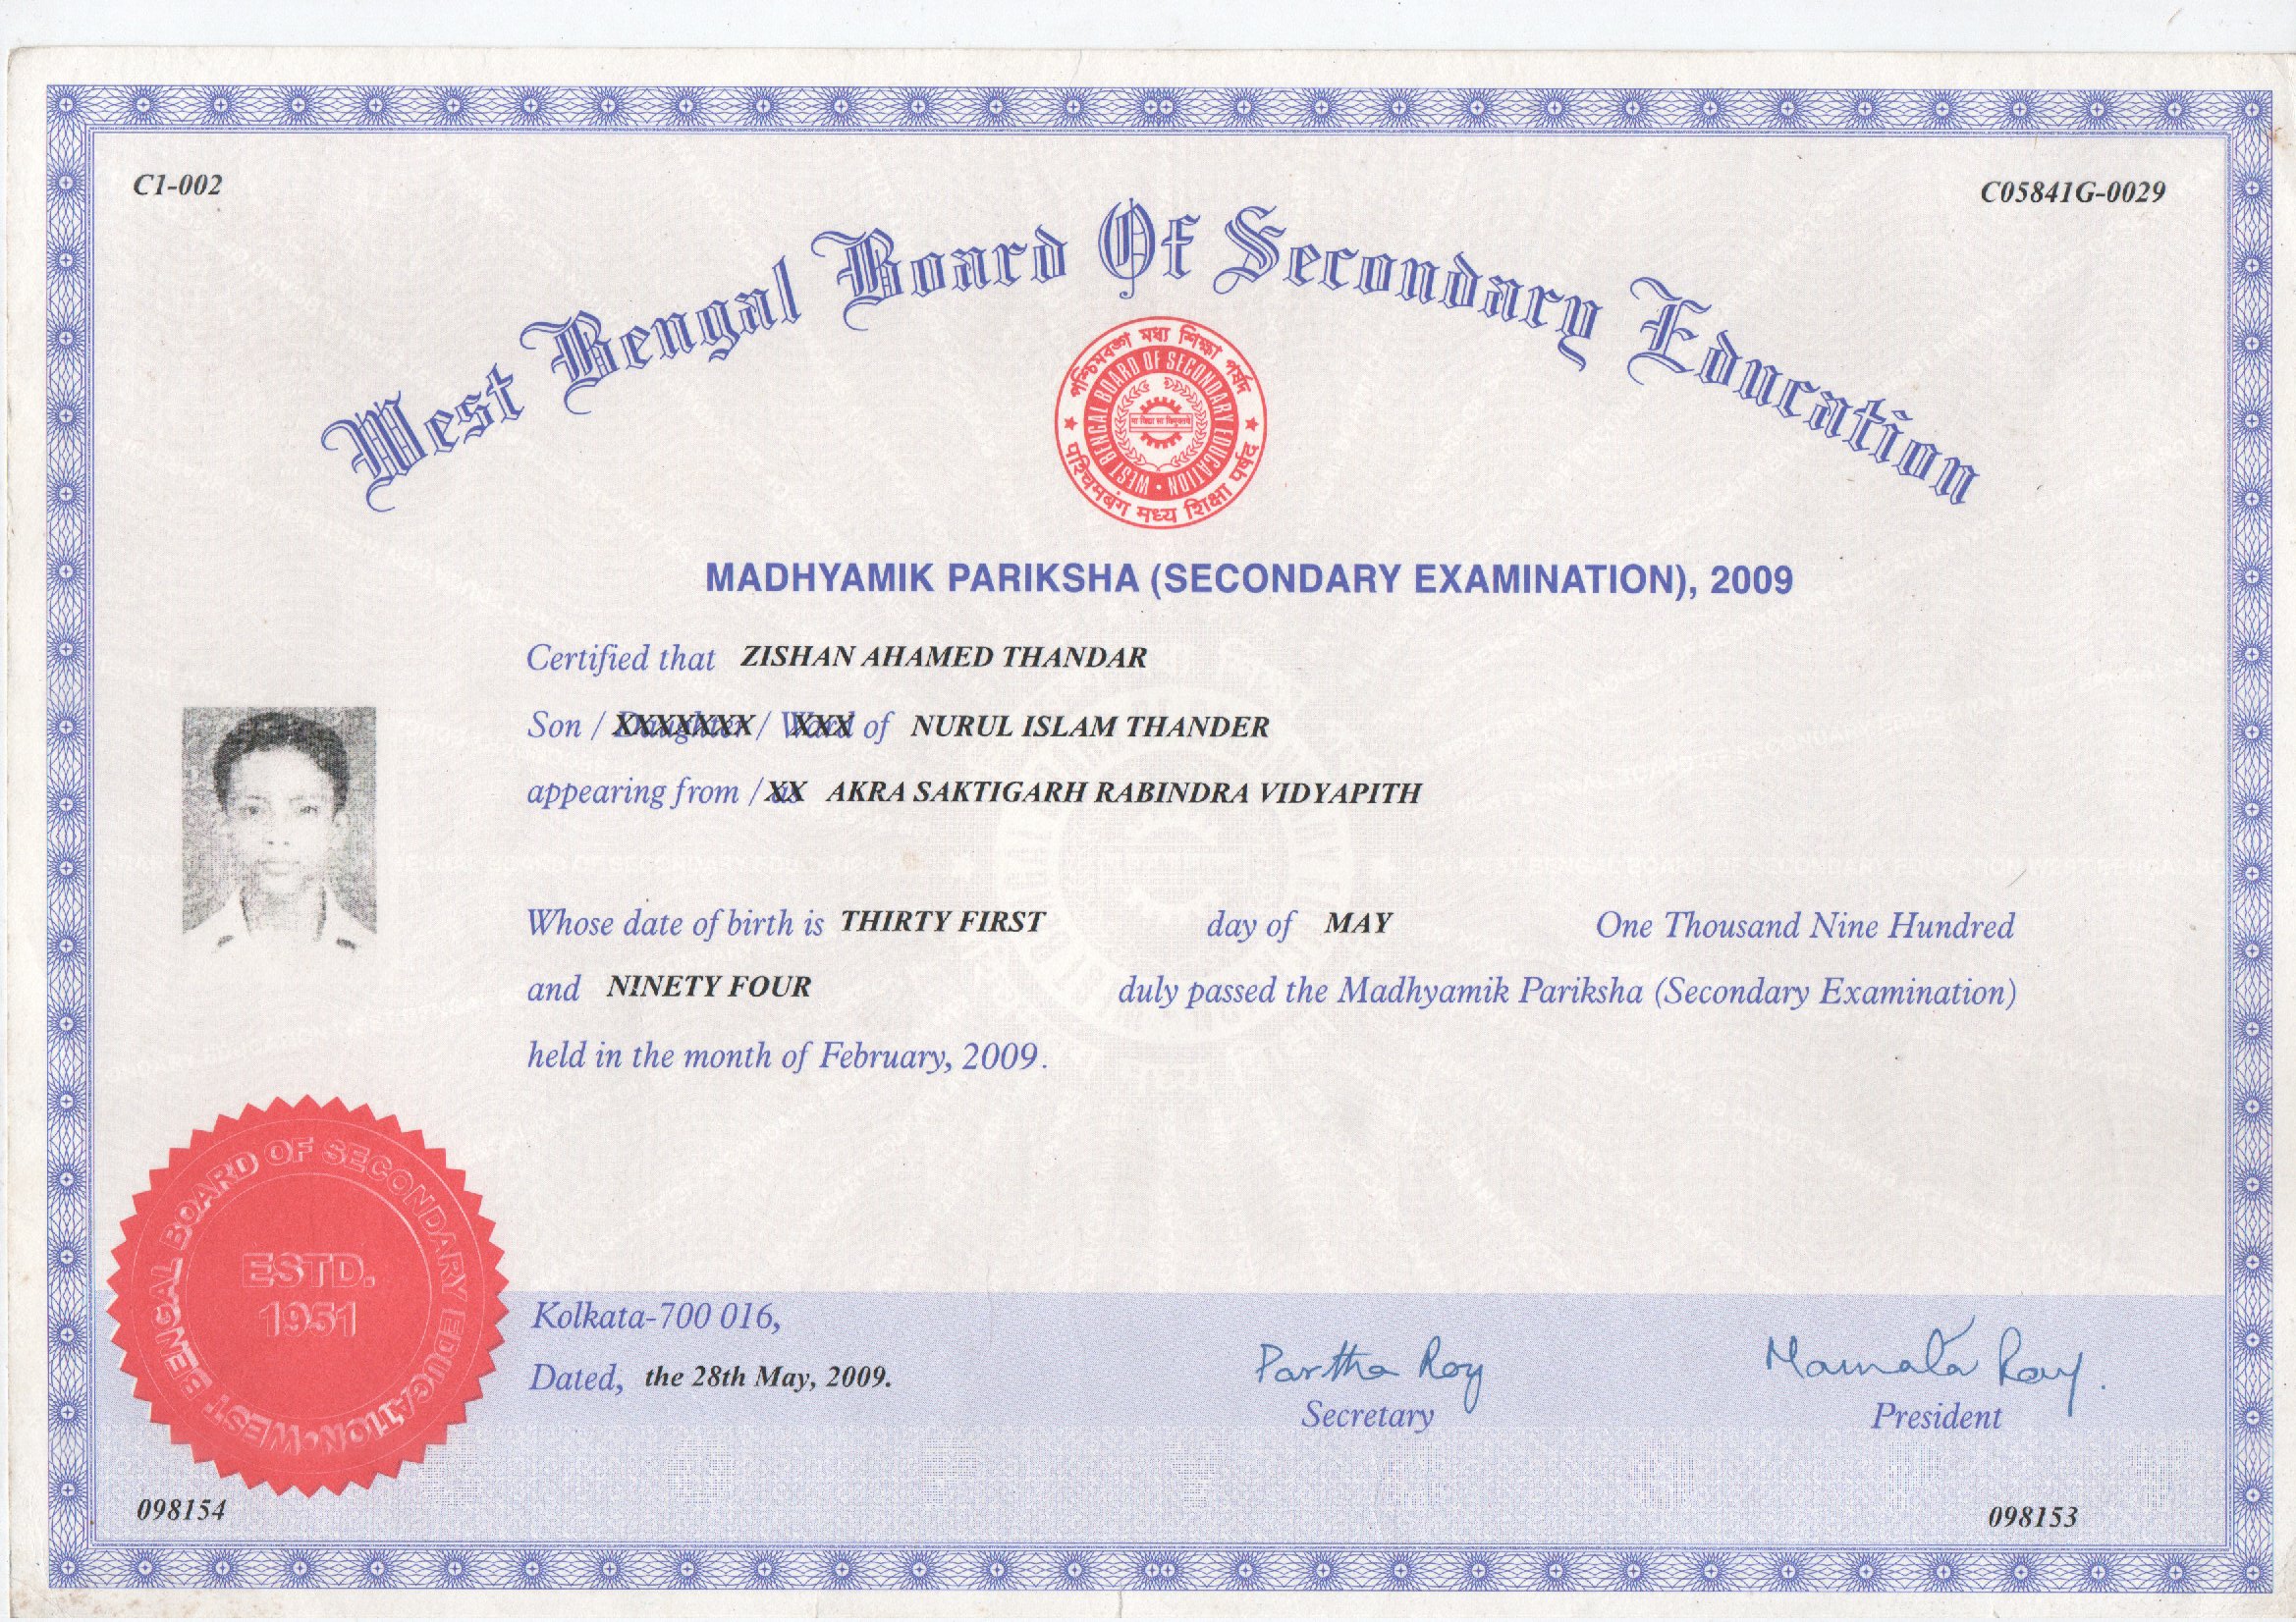 C1-002
C05841G-0029
West Bengal Board Of Secondary Education
পশ্চিমবঙ্গ মধ্য শিক্ষা পর্ষদ
WEST BENGAL BOARD OF SECONDARY EDUCATION
पश्चिमबंग मध्य शिक्षा पर्षद
MADHYAMIK PARIKSHA (SECONDARY EXAMINATION), 2009
Certified that ZISHAN AHAMED THANDAR
Son / XXXXXXX / XXX of NURUL ISLAM THANDER
appearing from / XX AKRA SAKTIGARH RABINDRA VIDYAPITH
Whose date of birth is THIRTY FIRST day of MAY One Thousand Nine Hundred
and NINETY FOUR duly passed the Madhyamik Pariksha (Secondary Examination)
held in the month of February, 2009.
WEST BENGAL BOARD OF SECONDARY EDUCATION
ESTD.
1951
Kolkata-700 016,
Dated, the 28th May, 2009.
Partha Roy
Secretary
Mamata Ray.
President
098154
098153